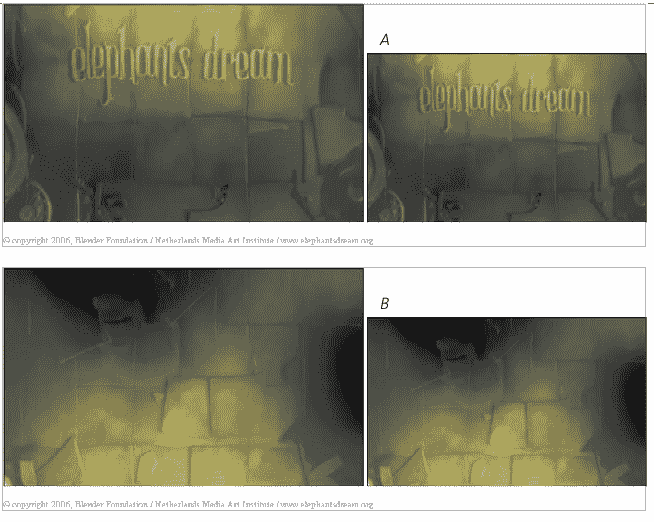 elephants dream
A
elephants dream
© copyright 2006, Blender Foundation / Netherlands Media Art Institute / www.elephantsdream.org
B
© copyright 2006, Blender Foundation / Netherlands Media Art Institute / www.elephantsdream.org